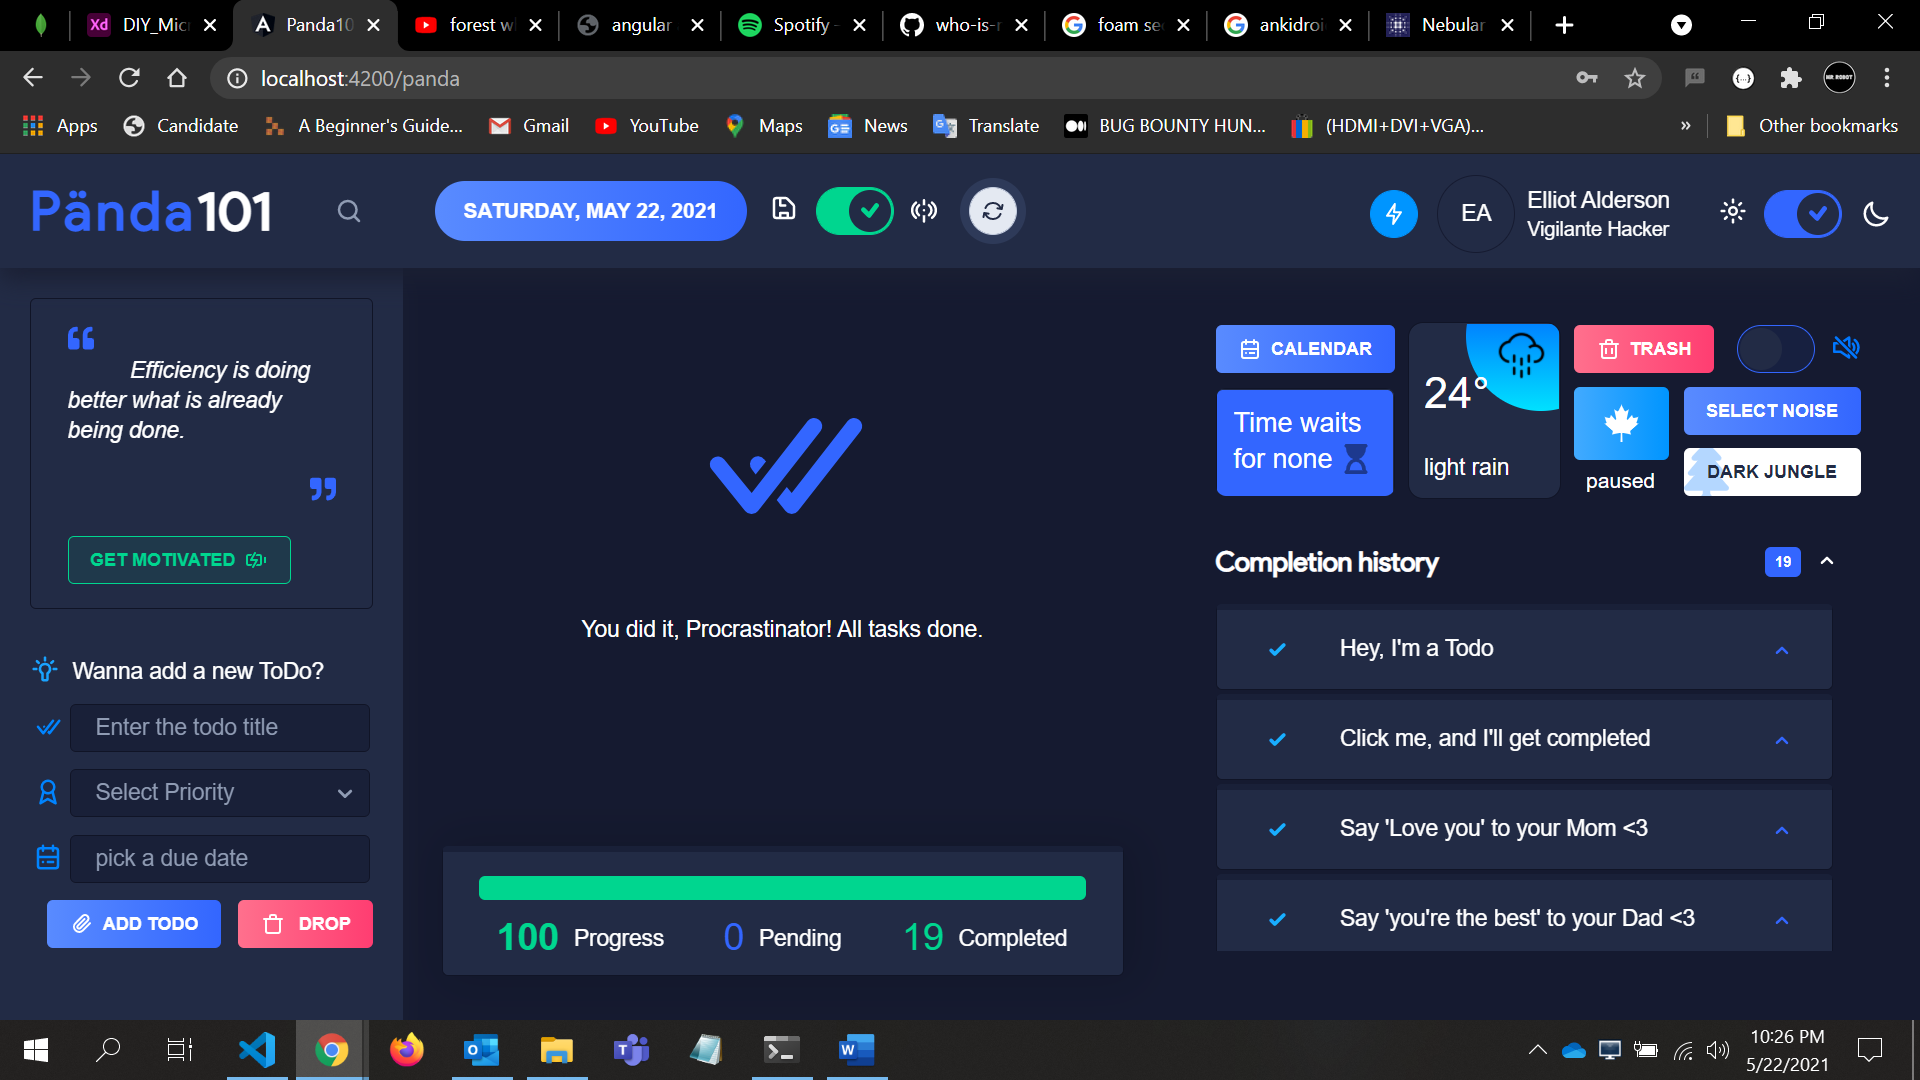 DIY_Mic
Panda10
forest w
angular
Spotify -
who-is-r
foam se
ankidroi
Nebular
localhost:4200/panda
Apps
Candidate
A Beginner's Guide...
Gmail
YouTube
Maps
News
Translate
BUG BOUNTY HUN...
(HDMI+DVI+VGA)...
»
Other bookmarks
Pända101
SATURDAY, MAY 22, 2021
EA
Elliot Alderson
Vigilante Hacker
Efficiency is doing
better what is already
being done.
GET MOTIVATED
Wanna add a new ToDo?
Enter the todo title
Select Priority
pick a due date
ADD TODO
DROP
You did it, Procrastinator! All tasks done.
100 Progress
0 Pending
19 Completed
CALENDAR
Time waits
for none
24°
light rain
TRASH
paused
SELECT NOISE
DARK JUNGLE
Completion history
19
Hey, I'm a Todo
Click me, and I'll get completed
Say 'Love you' to your Mom <3
Say 'you're the best' to your Dad <3
10:26 PM
5/22/2021